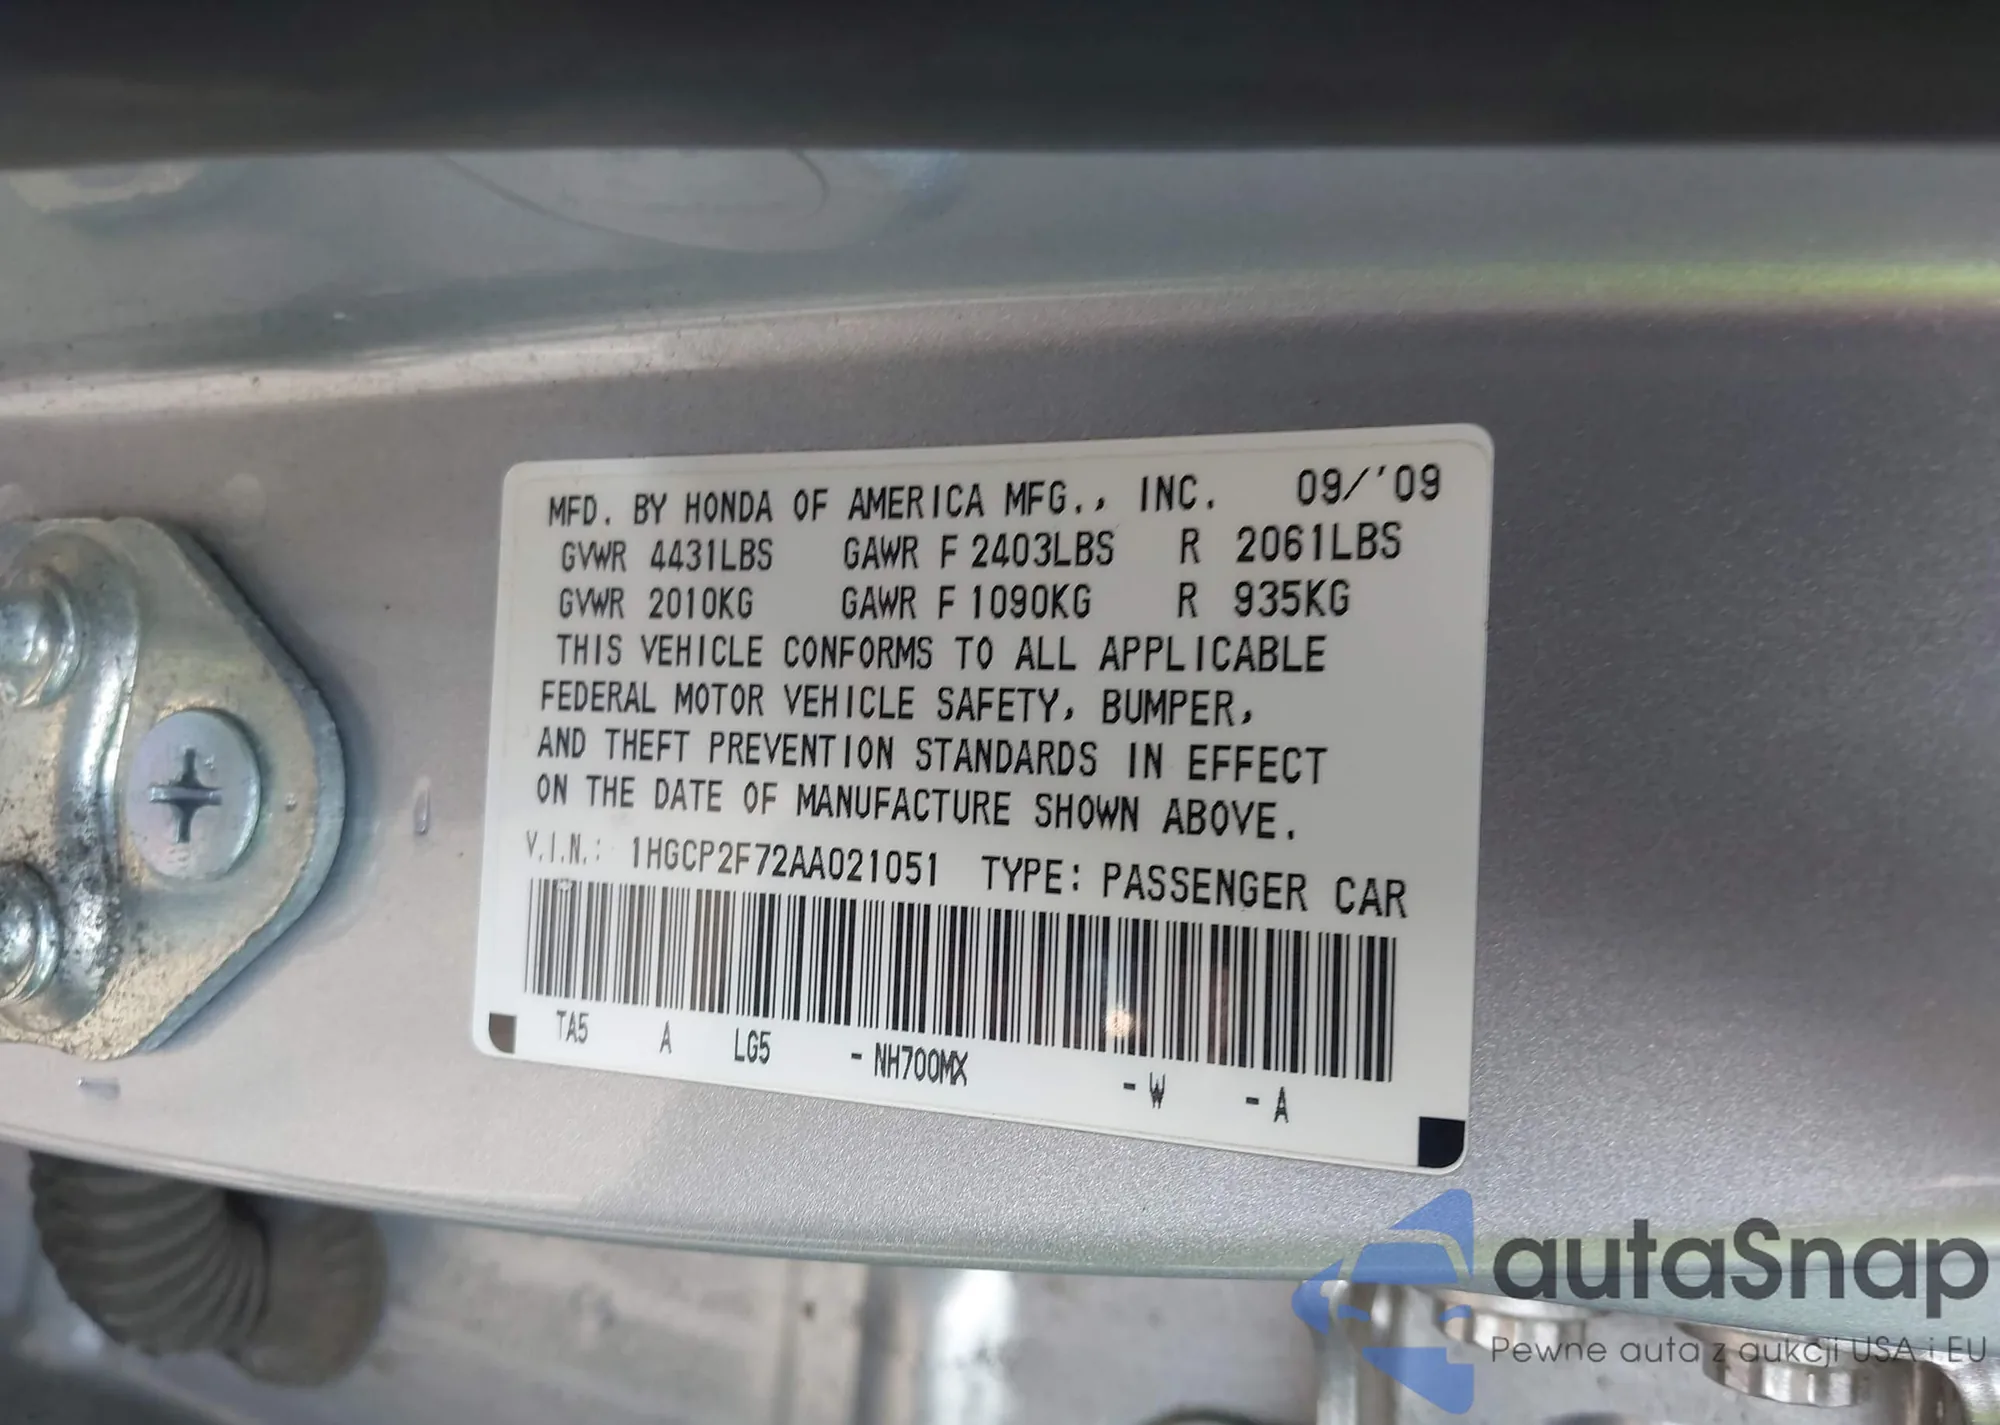 MFD. BY HONDA OF AMERICA MFG., INC. 09/'09
GVWR 4431LBS GAWR F 2403LBS R 2061LBS
GVWR 2010KG GAWR F 1090KG R 935KG
THIS VEHICLE CONFORMS TO ALL APPLICABLE
FEDERAL MOTOR VEHICLE SAFETY, BUMPER,
AND THEFT PREVENTION STANDARDS IN EFFECT
ON THE DATE OF MANUFACTURE SHOWN ABOVE.
V.I.N.: 1HGCP2F72AA021051 TYPE: PASSENGER CAR
TA5 A LG5 -NH700MX -W -A
autaSnap
Pewne auta z aukcji USA i EU